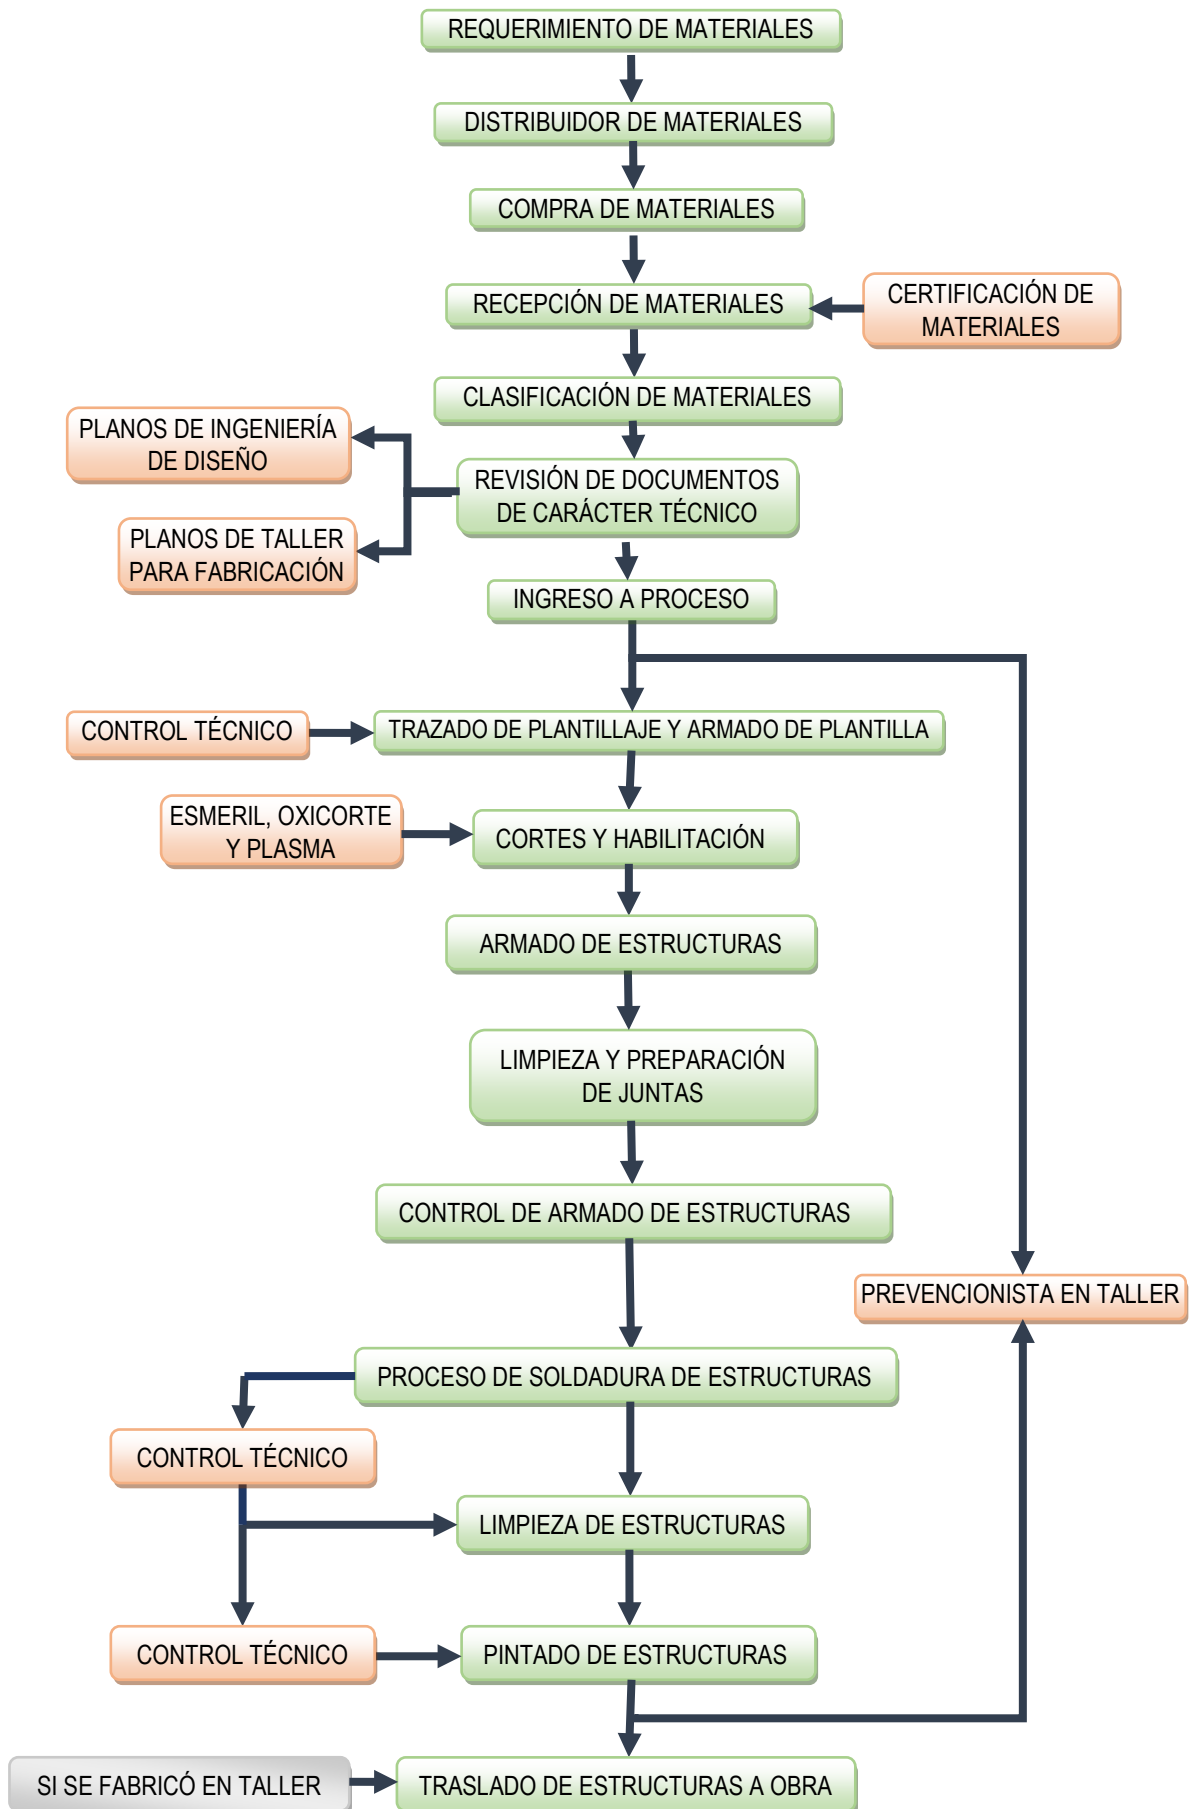 REQUERIMIENTO DE MATERIALES
DISTRIBUIDOR DE MATERIALES
COMPRA DE MATERIALES
RECEPCIÓN DE MATERIALES
CERTIFICACIÓN DE
MATERIALES
CLASIFICACIÓN DE MATERIALES
PLANOS DE INGENIERÍA
DE DISEÑO
REVISIÓN DE DOCUMENTOS
DE CARÁCTER TÉCNICO
PLANOS DE TALLER
PARA FABRICACIÓN
INGRESO A PROCESO
CONTROL TÉCNICO
TRAZADO DE PLANTILLAJE Y ARMADO DE PLANTILLA
ESMERIL, OXICORTE
Y PLASMA
CORTES Y HABILITACIÓN
ARMADO DE ESTRUCTURAS
LIMPIEZA Y PREPARACIÓN
DE JUNTAS
CONTROL DE ARMADO DE ESTRUCTURAS
PREVENCIONISTA EN TALLER
PROCESO DE SOLDADURA DE ESTRUCTURAS
CONTROL TÉCNICO
LIMPIEZA DE ESTRUCTURAS
CONTROL TÉCNICO
PINTADO DE ESTRUCTURAS
SI SE FABRICÓ EN TALLER
TRASLADO DE ESTRUCTURAS A OBRA